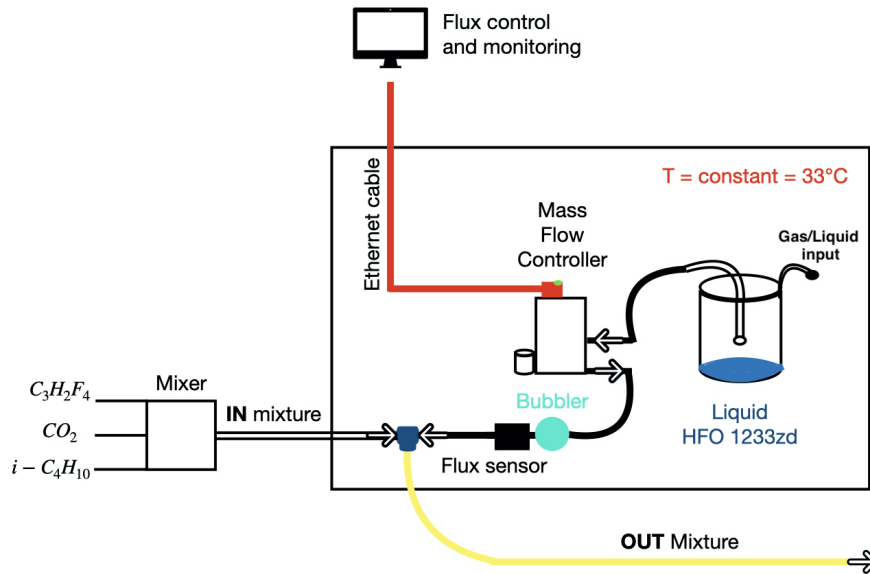 Flux control
and monitoring
T = constant = 33°C
Ethernet cable
Mass
Flow
Controller
Gas/Liquid
input
C₃H₂F₄
CO₂
i − C₄H₁₀
Mixer
IN mixture
Bubbler
Flux sensor
Liquid
HFO 1233zd
OUT Mixture